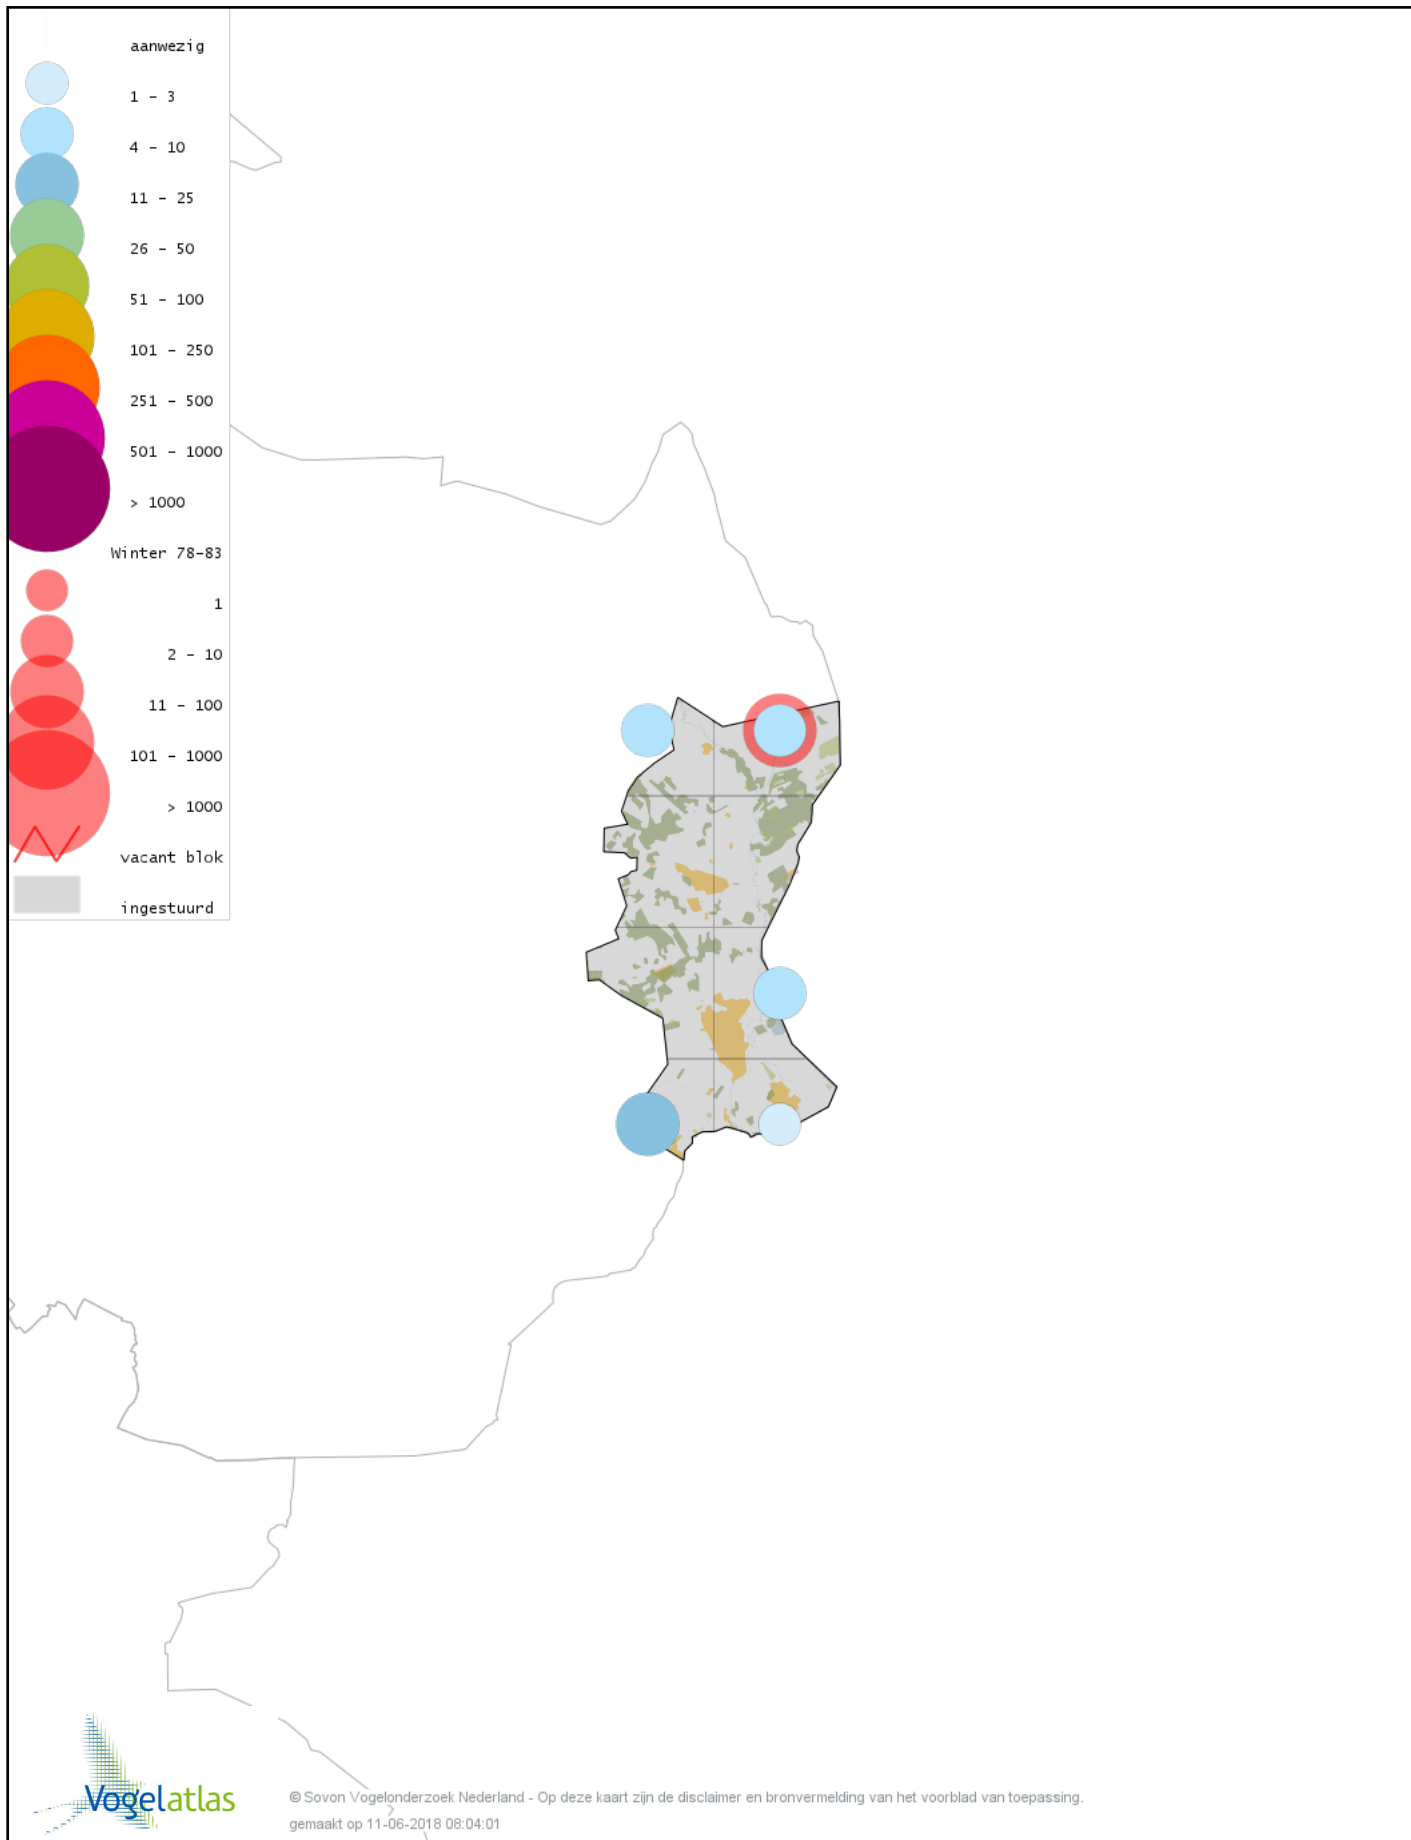 aanwezig
1 - 3
4 - 10
11 - 25
26 - 50
51 - 100
101 - 250
251 - 500
501 - 1000
> 1000
Winter 78-83
1
2 - 10
11 - 100
101 - 1000
> 1000
vacant blok
ingestuurd
Vogelatlas
© Sovon Vogelonderzoek Nederland - Op deze kaart zijn de disclaimer en bronvermelding van het voorblad van toepassing.
gemaakt op 11-06-2018 08:04:01